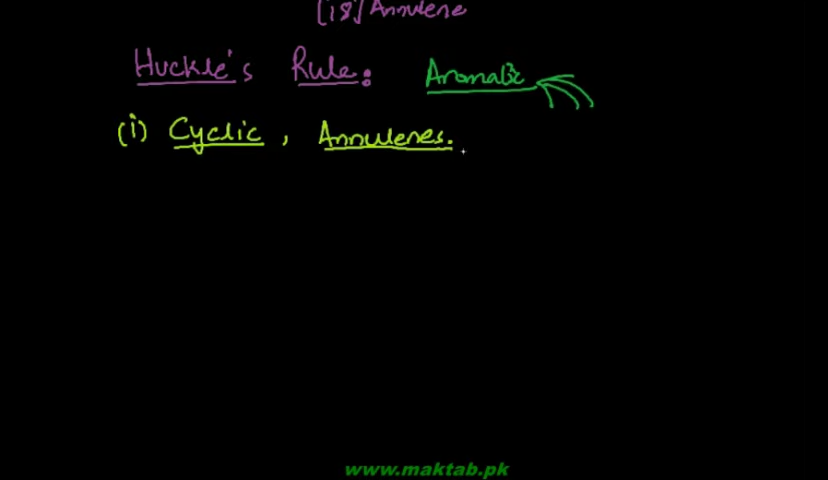 [18] Annulene
Huckle's Rule: Aromatic
(i) Cyclic, Annulenes.
www.maktab.pk